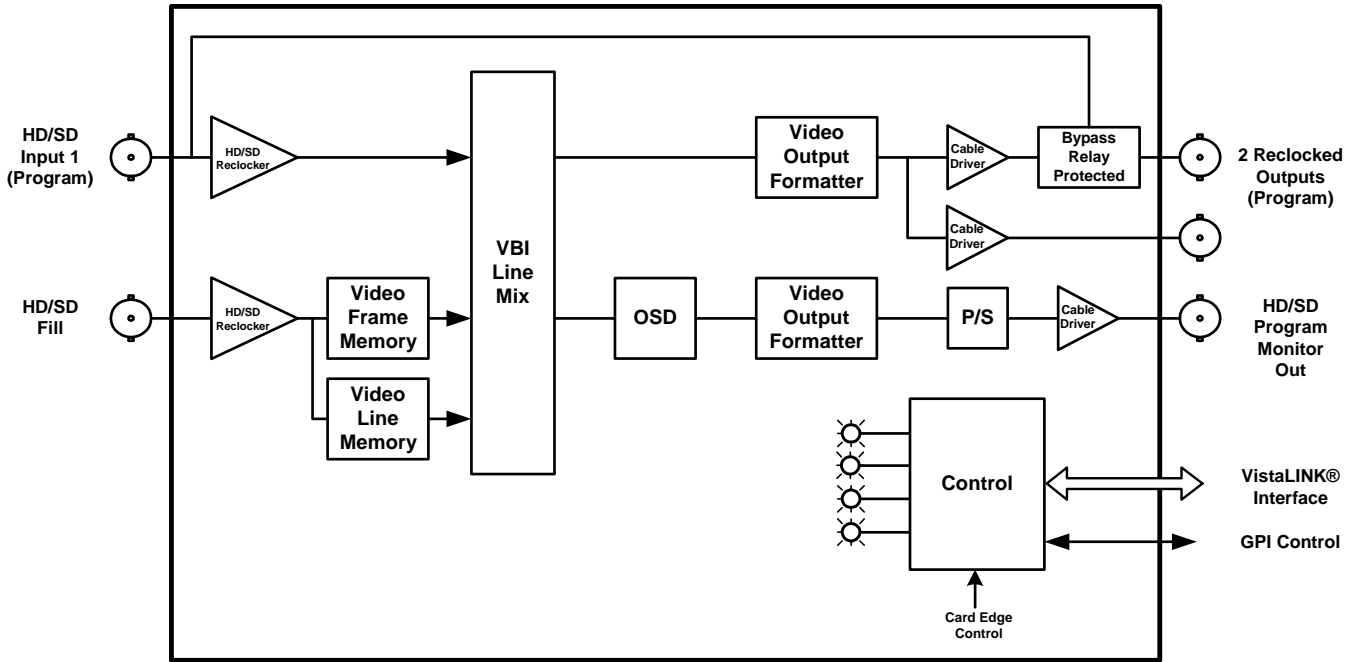 HD/SD
Input 1
(Program)
HD/SD
Reclocker
VBI
Line
Mix
Video
Output
Formatter
Cable
Driver
Bypass
Relay
Protected
2 Reclocked
Outputs
(Program)
Cable
Driver
HD/SD
Fill
HD/SD
Reclocker
Video
Frame
Memory
Video
Line
Memory
OSD
Video
Output
Formatter
P/S
Cable
Driver
HD/SD
Program
Monitor
Out
Control
VistaLINK®
Interface
GPI Control
Card Edge
Control